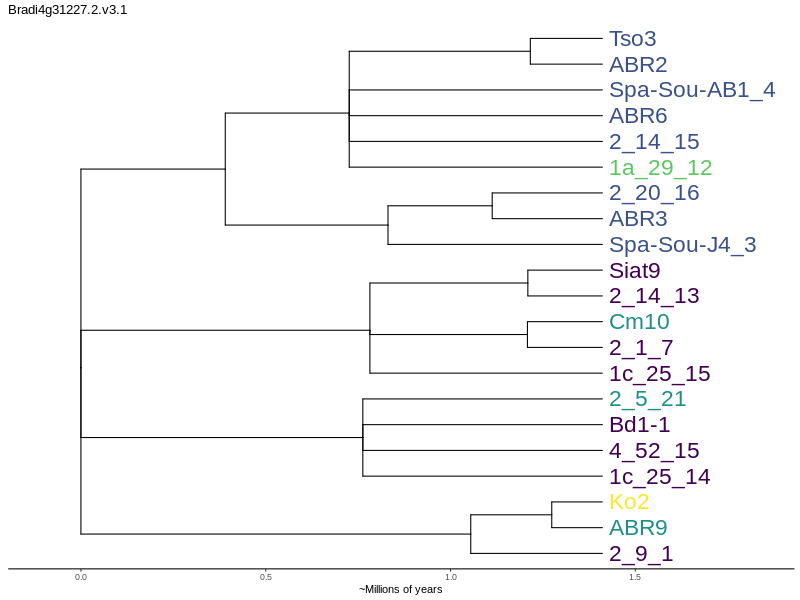 Bradi4g31227.2.v3.1
Tso3
ABR2
Spa-Sou-AB1_4
ABR6
2_14_15
1a_29_12
2_20_16
ABR3
Spa-Sou-J4_3
Siat9
2_14_13
Cm10
2_1_7
1c_25_15
2_5_21
Bd1-1
4_52_15
1c_25_14
Ko2
ABR9
2_9_1
0.0 0.5 1.0 1.5
~Millions of years